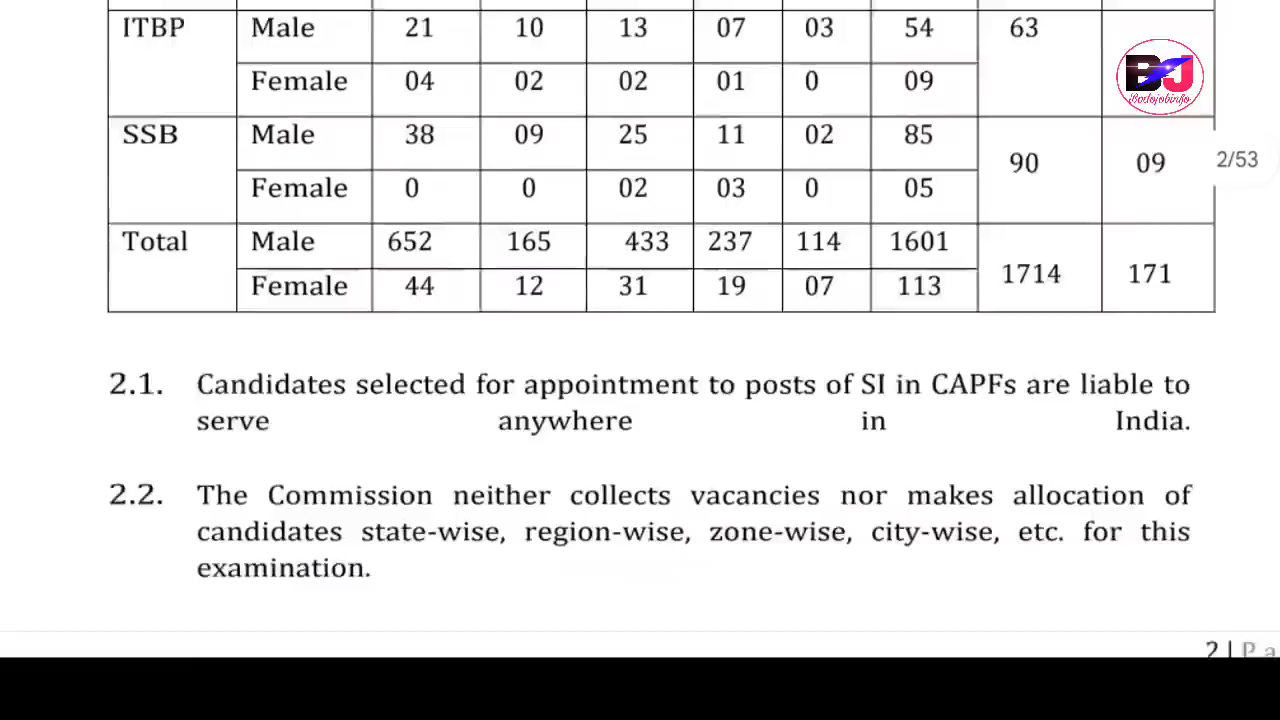 ITBP Male 21 10 13 07 03 54 63
Female 04 02 02 01 0 09
SSB Male 38 09 25 11 02 85 90 09
Female 0 0 02 03 0 05
Total Male 652 165 433 237 114 1601 1714 171
Female 44 12 31 19 07 113
BJ
Bodojobinfo
2/53
2.1. Candidates selected for appointment to posts of SI in CAPFs are liable to
serve anywhere in India.
2.2. The Commission neither collects vacancies nor makes allocation of
candidates state-wise, region-wise, zone-wise, city-wise, etc. for this
examination.
2 | P a